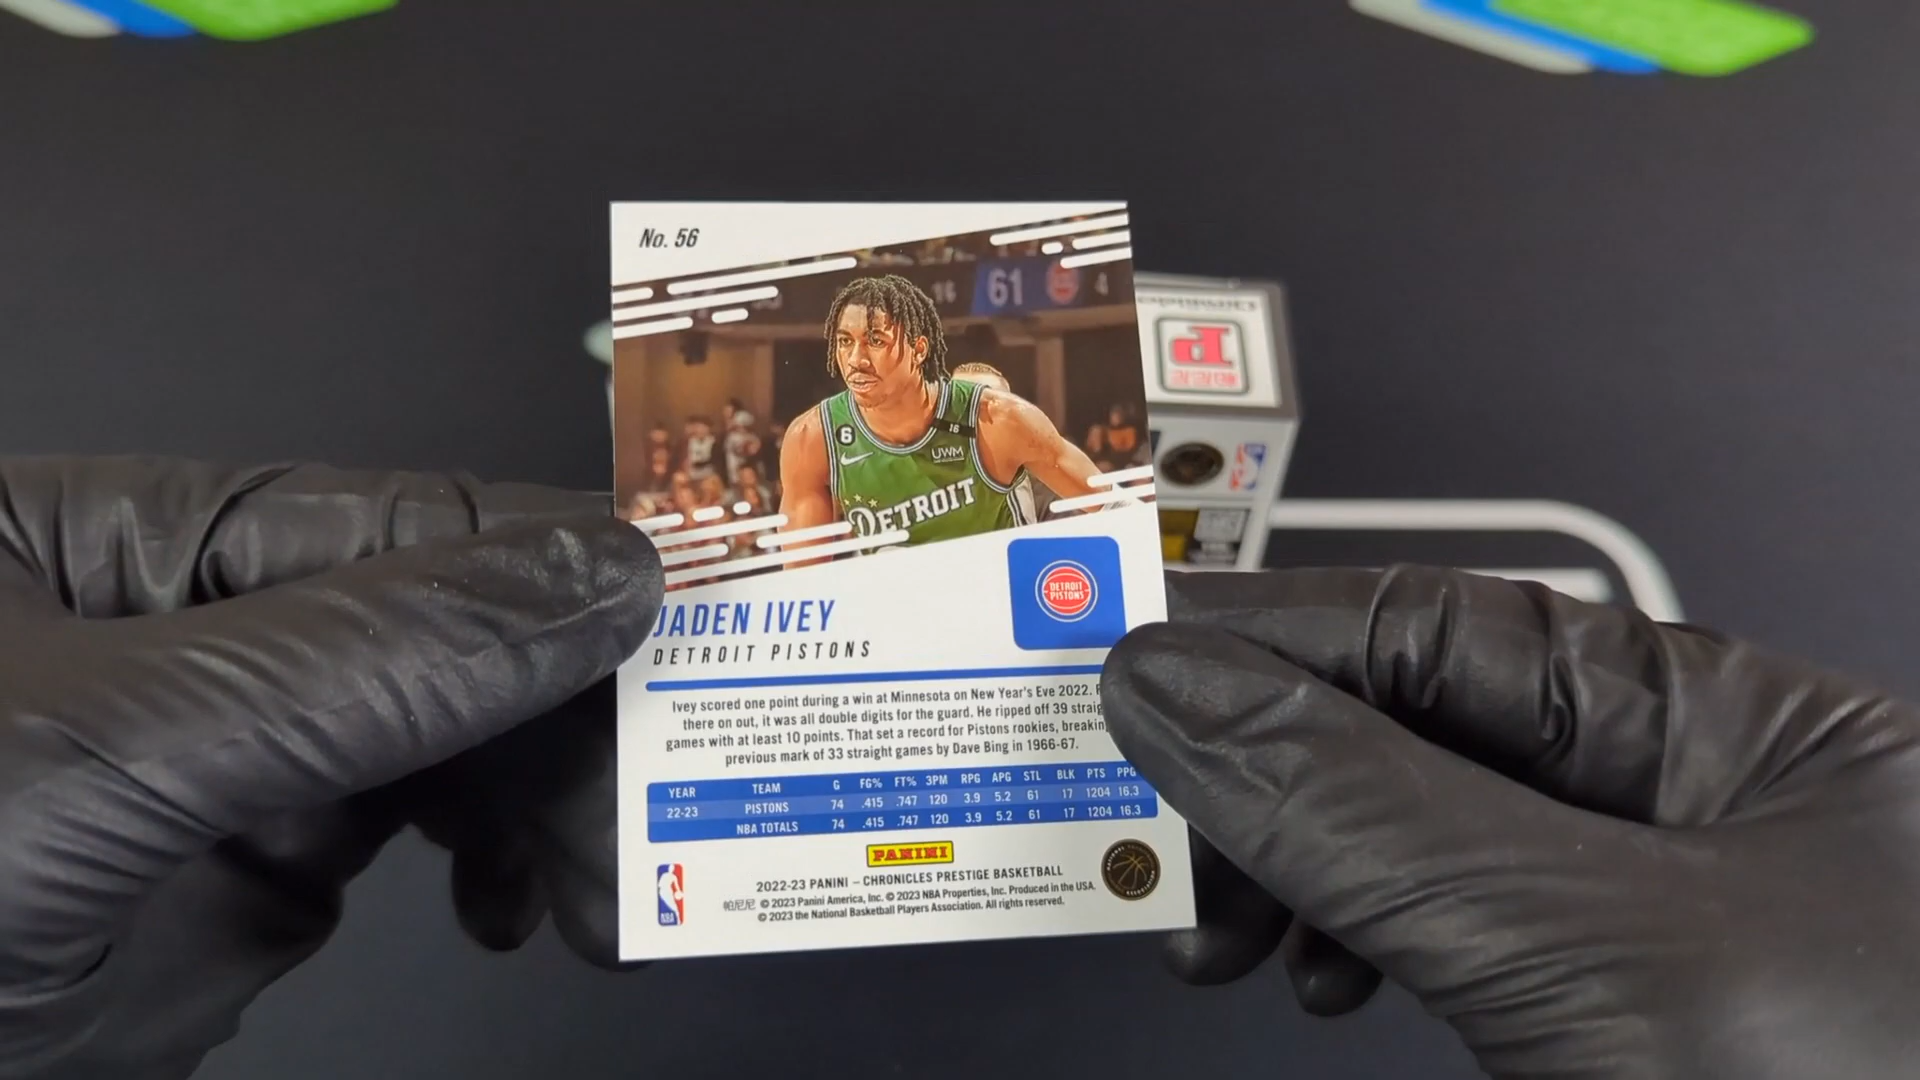 No. 56
61
4
6
16
UWM
DETROIT
DETROIT
PISTONS
JADEN IVEY
DETROIT PISTONS
Ivey scored one point during a win at Minnesota on New Year's Eve 2022.
there on out, it was all double digits for the guard. He ripped off 39
games with at least 10 points. That set a record for Pistons rookies,
previous mark of 33 straight games by Dave Bing in 1966-67.
YEAR TEAM G FG% FT% 3PM RPG APG STL BLK PTS PPG
22-23 PISTONS 74 .415 .747 120 3.9 5.2 61 17 1204 16.3
NBA TOTALS 74 .415 .747 120 3.9 5.2 61 17 1204 16.3
PANINI
2022-23 PANINI – CHRONICLES PRESTIGE BASKETBALL
帕尼尼 © 2023 Panini America, Inc. © 2023 NBA Properties, Inc. Produced in the USA.
© 2023 the National Basketball Players Association. All rights reserved.
NBA
P
帕尼尼